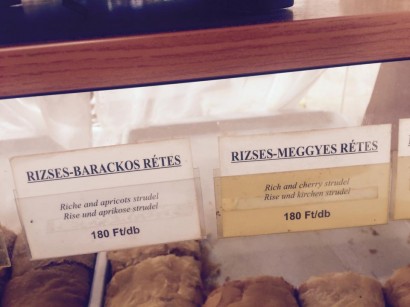 RIZSES-BARACKOS RÉTES
Riche and apricots strudel
Rise und aprikose strudel
180 Ft/db
RIZSES-MEGGYES RÉTES
Rich and cherry strudel
Rise und kirschen strudel
180 Ft/db